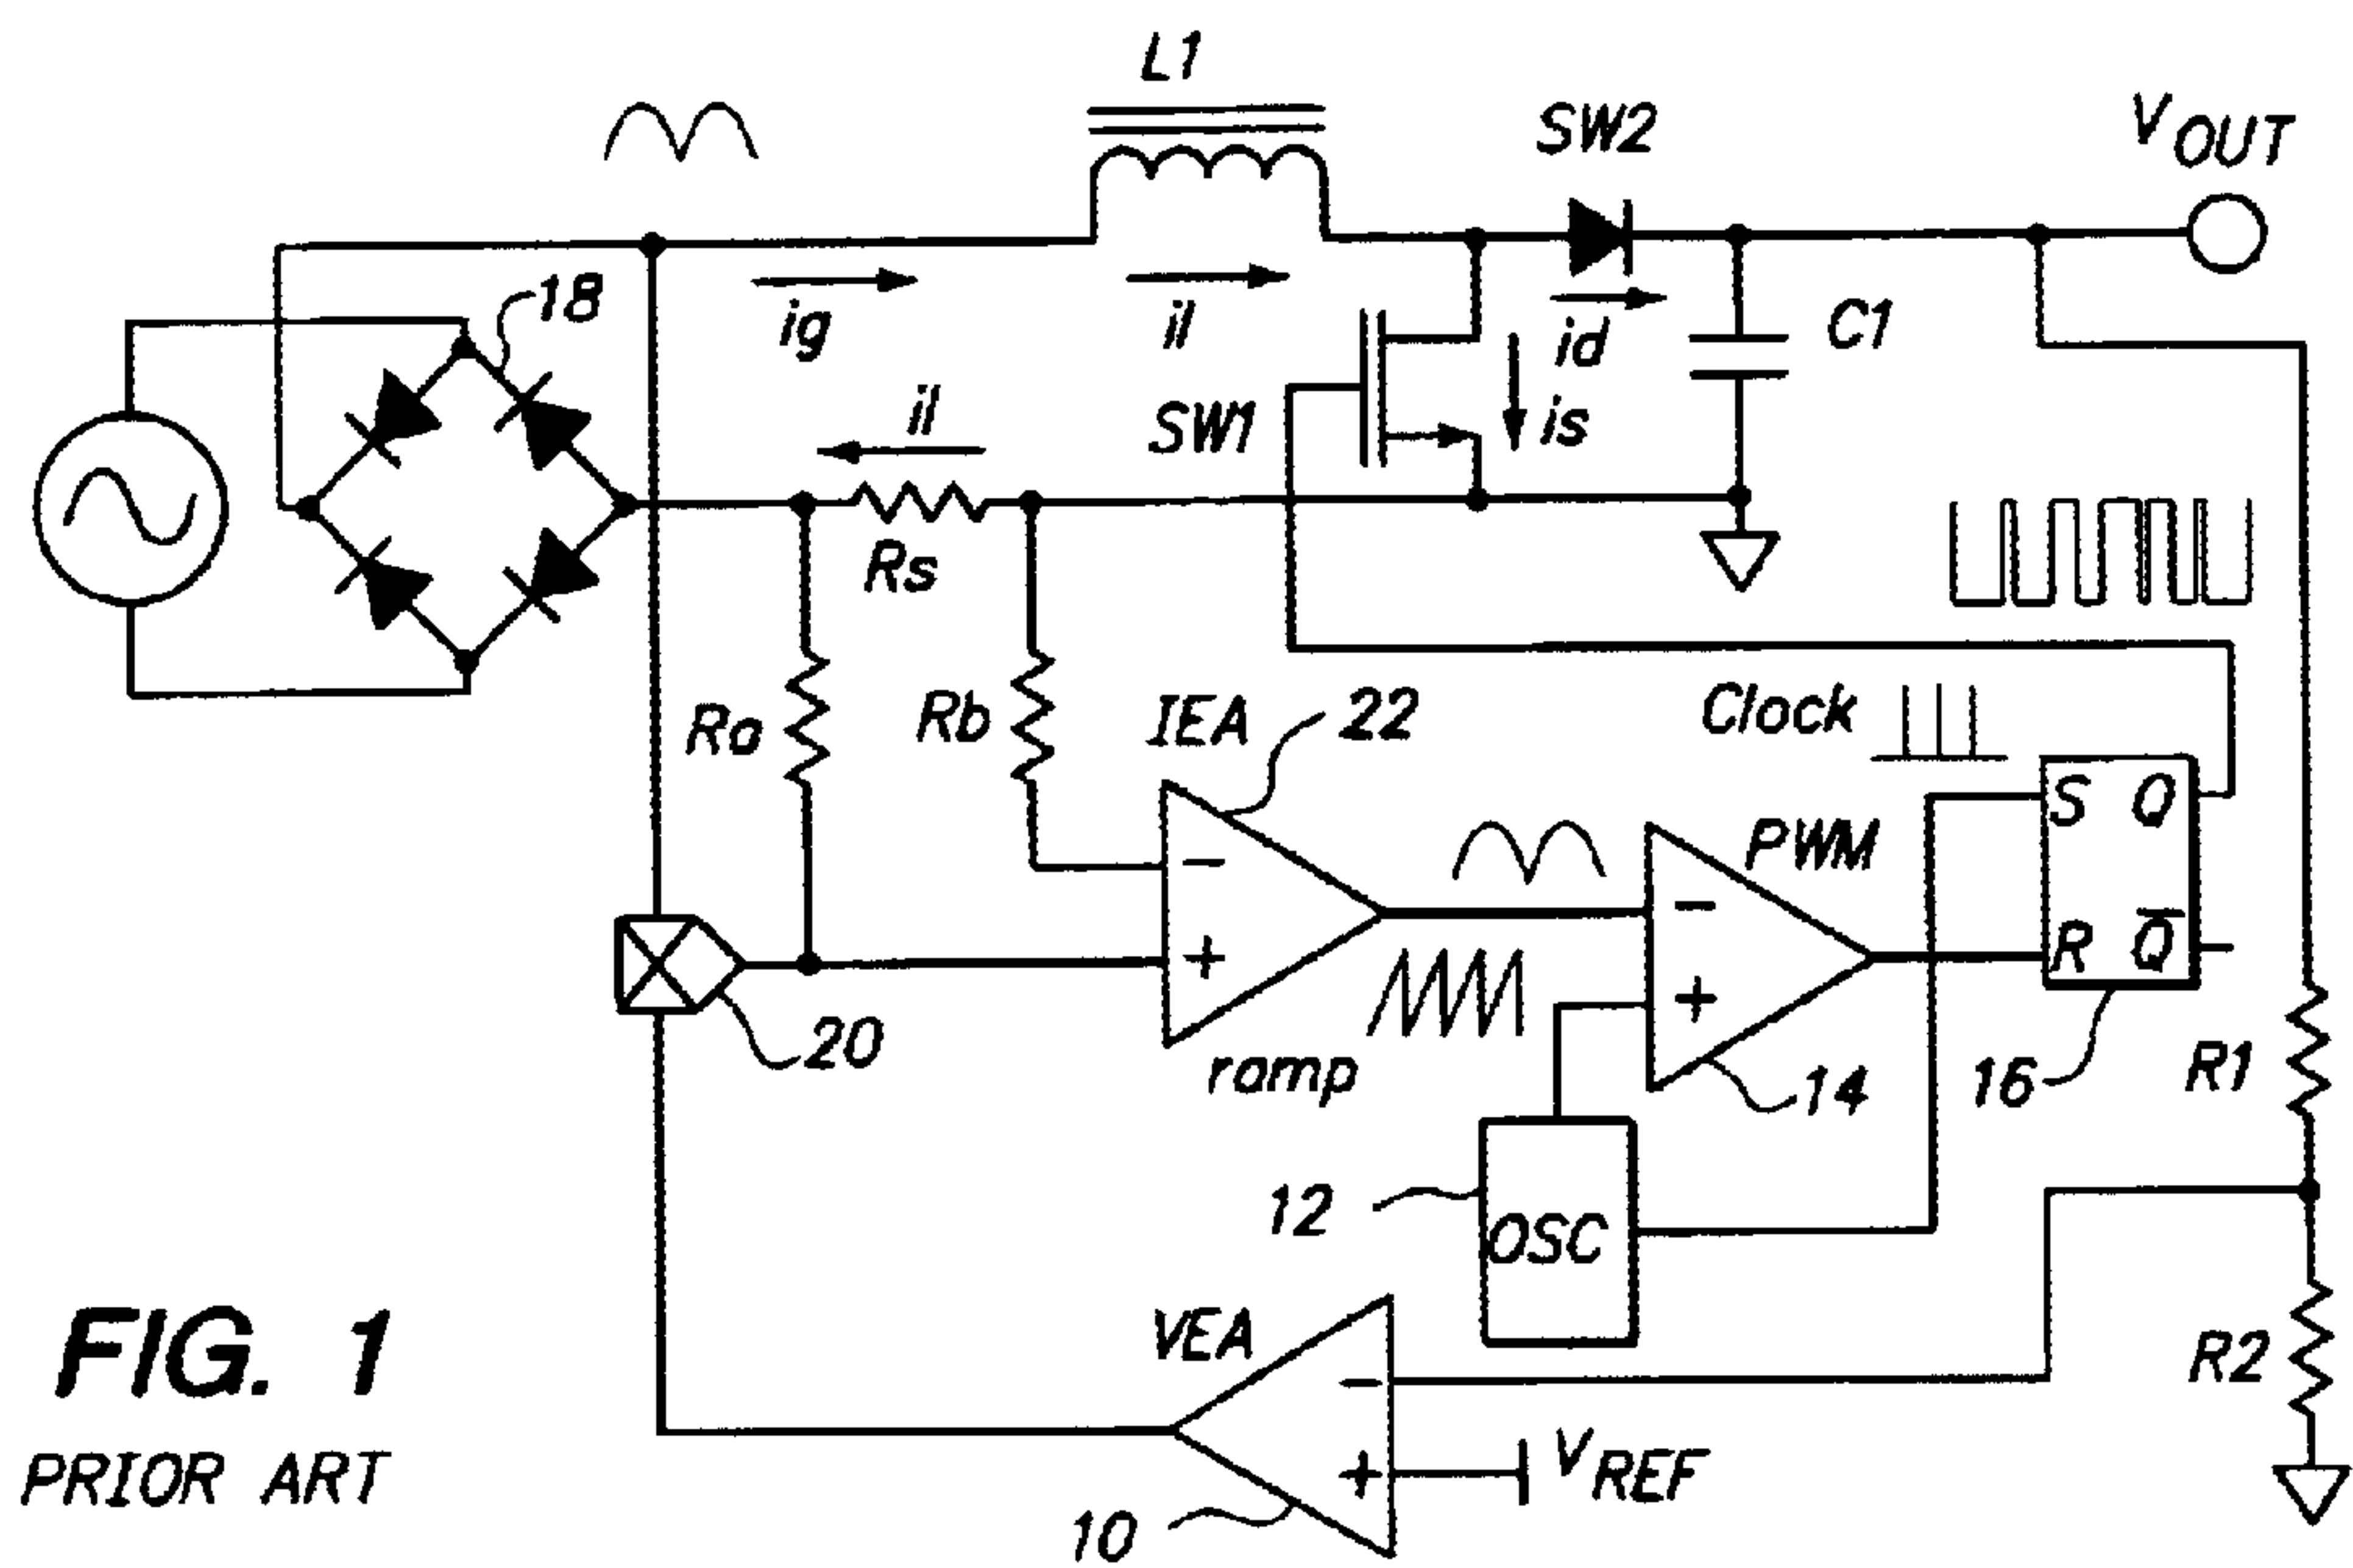 L1
SW2
VOUT
18
ig
il
id
C1
il
SW1
is
Rs
Ra
Rb
IEA
22
Clock
S Q
PWM
−
−
R Q̅
+
+
20
ramp
14
16
R1
12
OSC
VEA
−
R2
+
VREF
10
FIG. 1
PRIOR ART